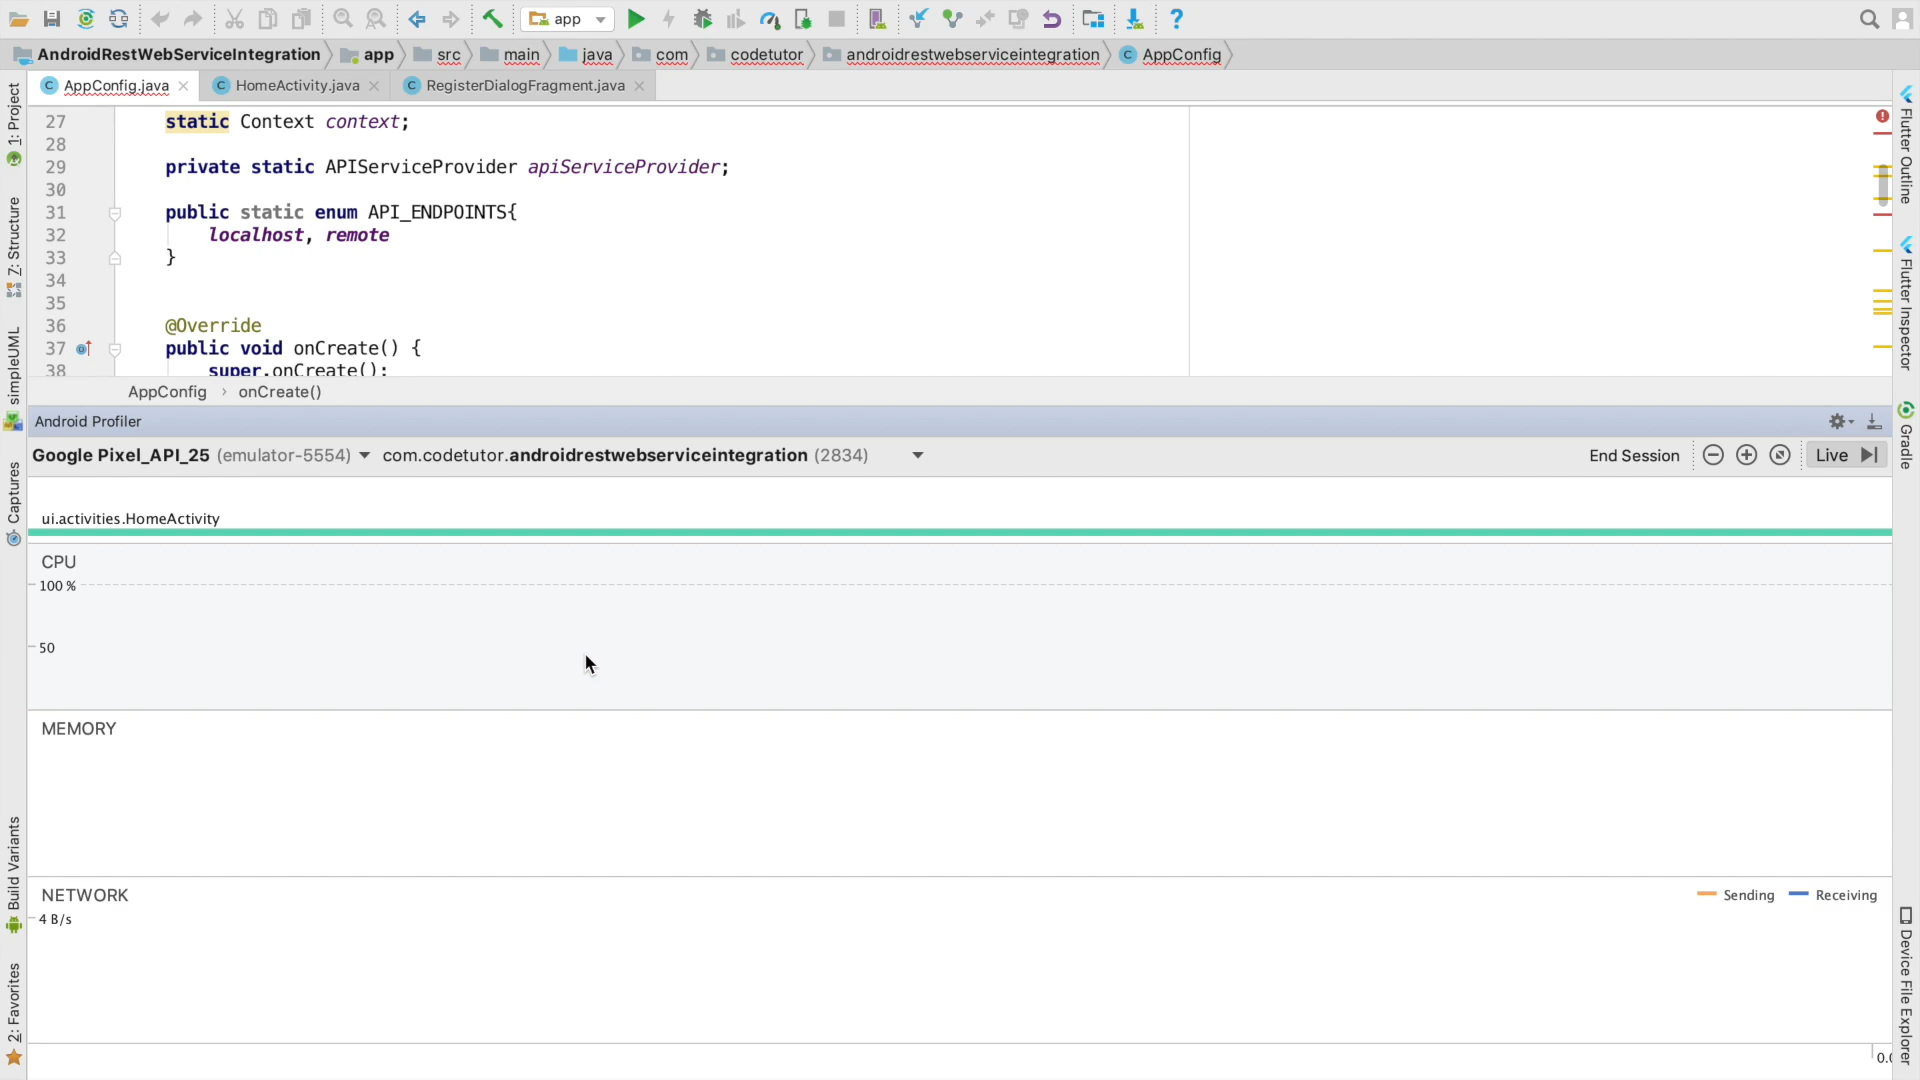 app
AndroidRestWebServiceIntegration app src main java com codetutor androidrestwebserviceintegration AppConfig
AppConfig.java HomeActivity.java RegisterDialogFragment.java
27 static Context context;
28
29 private static APIServiceProvider apiServiceProvider;
30
31 public static enum API_ENDPOINTS{
32 localhost, remote
33 }
34
35
36 @Override
37 public void onCreate() {
38 super.onCreate();
AppConfig › onCreate()
Android Profiler
Google Pixel_API_25 (emulator-5554) com.codetutor.androidrestwebserviceintegration (2834) End Session Live
ui.activities.HomeActivity
CPU
100 %
50
MEMORY
NETWORK Sending Receiving
4 B/s
1: Project
7: Structure
simpleUML
Captures
Build Variants
2: Favorites
Flutter Outline
Flutter Inspector
Gradle
Device File Explorer